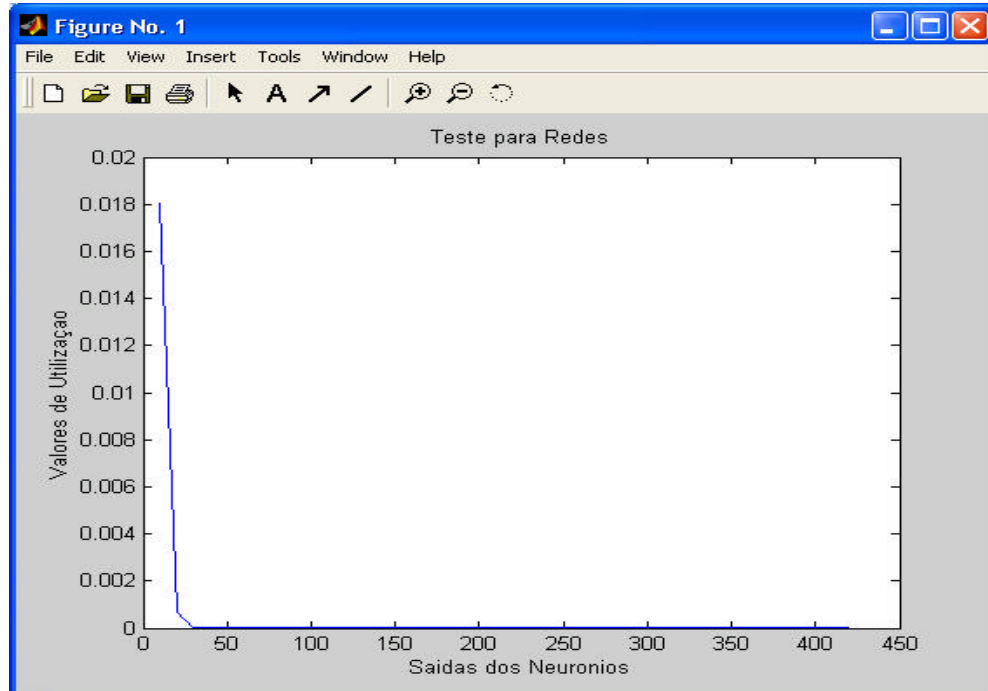 Figure No. 1
File Edit View Insert Tools Window Help
A
Teste para Redes
0.02
0.018
0.016
0.014
0.012
0.01
0.008
0.006
0.004
0.002
0
Valores de Utilizaçao
0 50 100 150 200 250 300 350 400 450
Saidas dos Neuronios